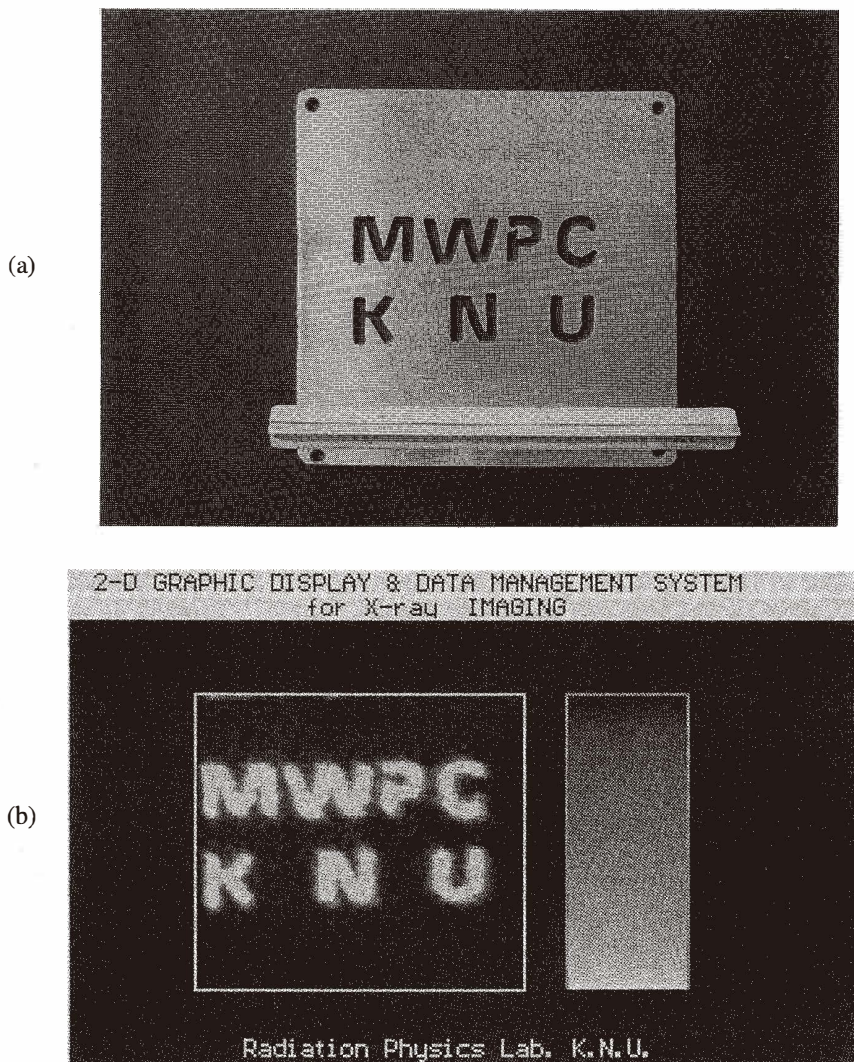 (a)
MWPC
K N U
2-D GRAPHIC DISPLAY & DATA MANAGEMENT SYSTEM
for X-ray IMAGING
(b)
MWPC
K N U
Radiation Physics Lab. K.N.U.